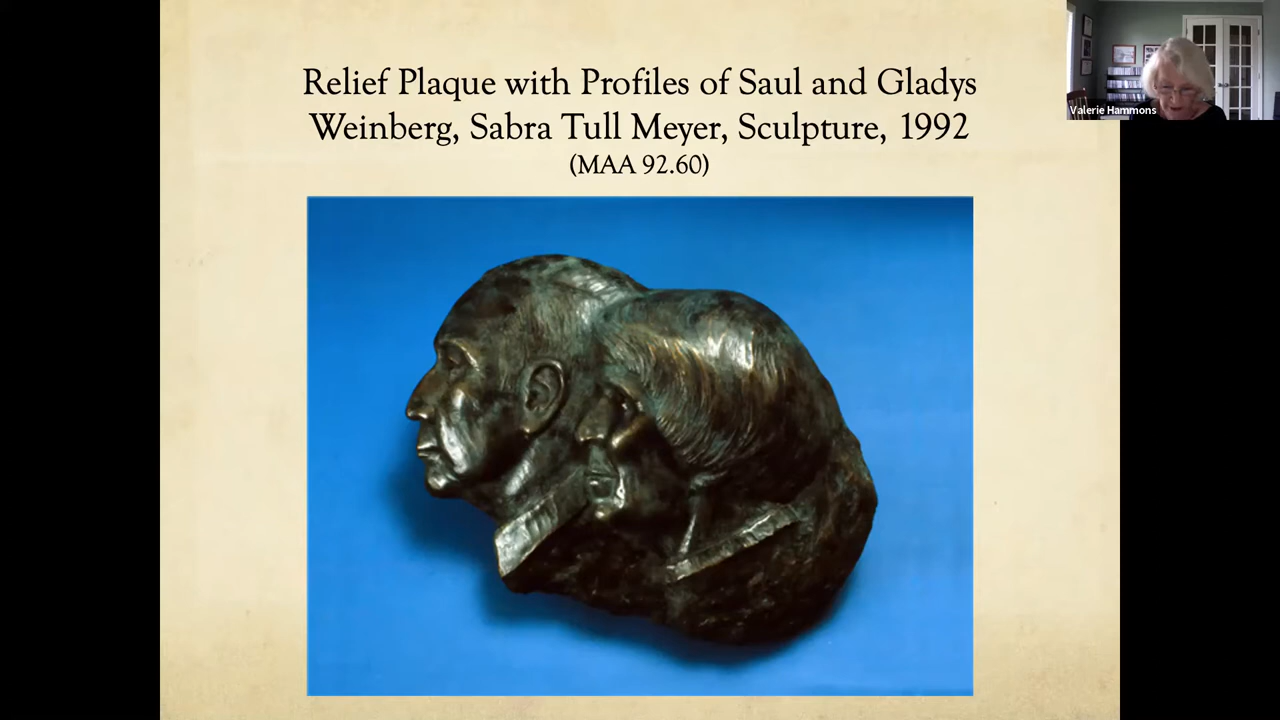 Relief Plaque with Profiles of Saul and Gladys
Weinberg, Sabra Tull Meyer, Sculpture, 1992
(MAA 92.60)
Valerie Hammons